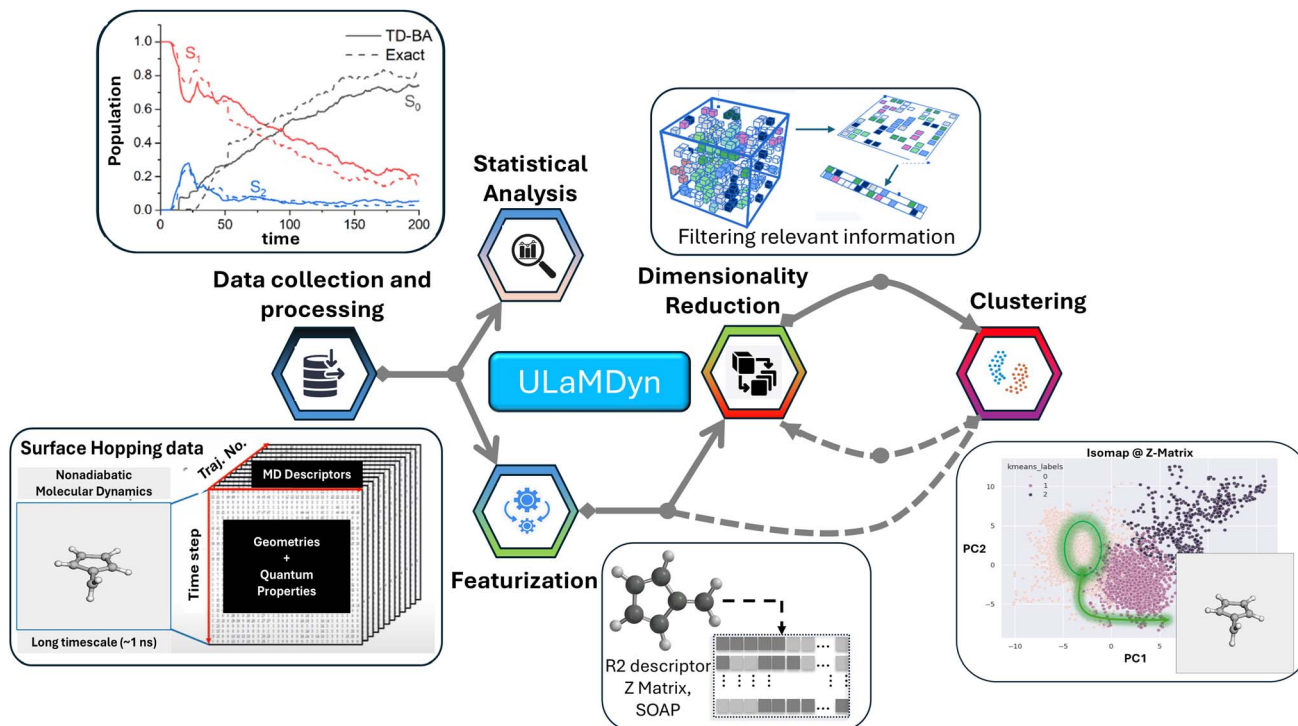 1.0
0.8
0.6
0.4
0.2
0.0
Population
S1
S2
S0
TD-BA
Exact
0
50
100
150
200
time
Statistical
Analysis
Filtering relevant information
Data collection and
processing
Dimensionality
Reduction
Clustering
ULaMDyn
Surface Hopping data
Nonadiabatic
Molecular Dynamics
Long timescale (~1 ns)
Traj. No.
MD Descriptors
Time step
Geometries
+
Quantum
Properties
Featurization
R2 descriptor
Z Matrix,
SOAP
...
...
...
Isomap @ Z-Matrix
kmeans_labels
0
1
2
10
5
0
−5
PC2
−10
−5
0
5
10
PC1